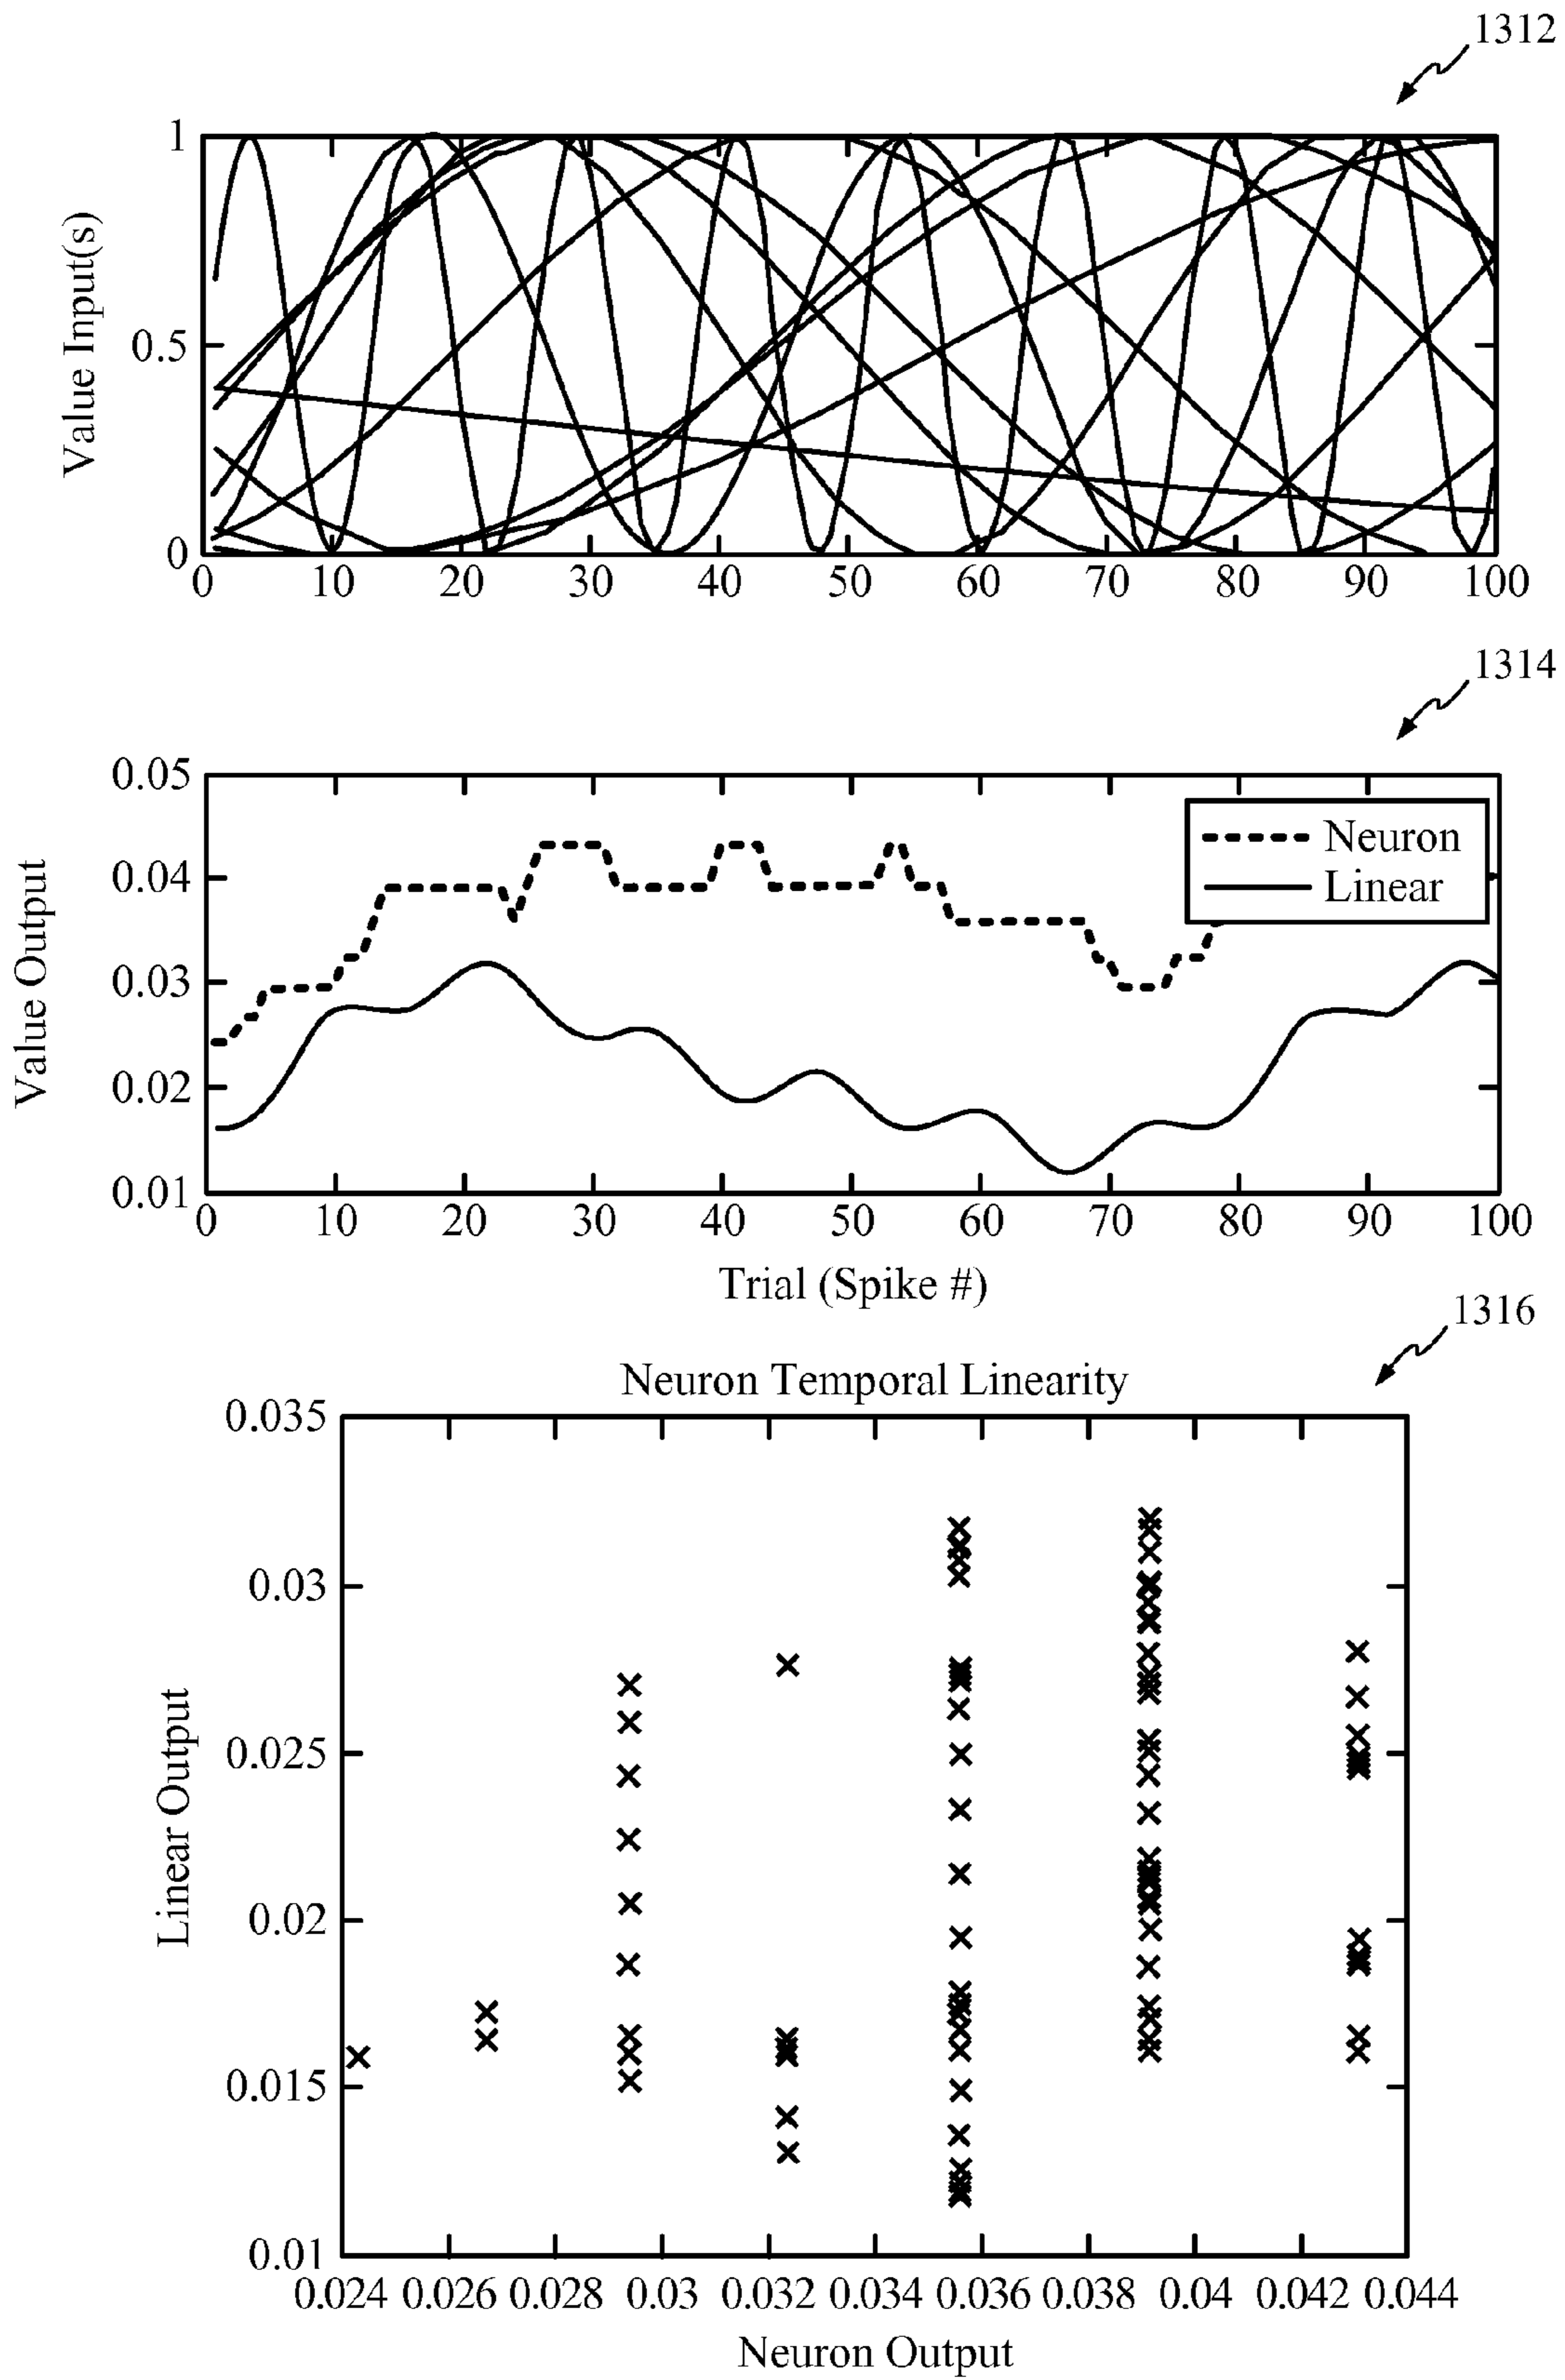 1312
1
0.5
0
Value Input(s)
0 10 20 30 40 50 60 70 80 90 100
1314
0.05
0.04
0.03
0.02
0.01
Value Output
Neuron
Linear
0 10 20 30 40 50 60 70 80 90 100
Trial (Spike #)
1316
Neuron Temporal Linearity
0.035
0.03
0.025
0.02
0.015
0.01
Linear Output
0.024 0.026 0.028 0.03 0.032 0.034 0.036 0.038 0.04 0.042 0.044
Neuron Output